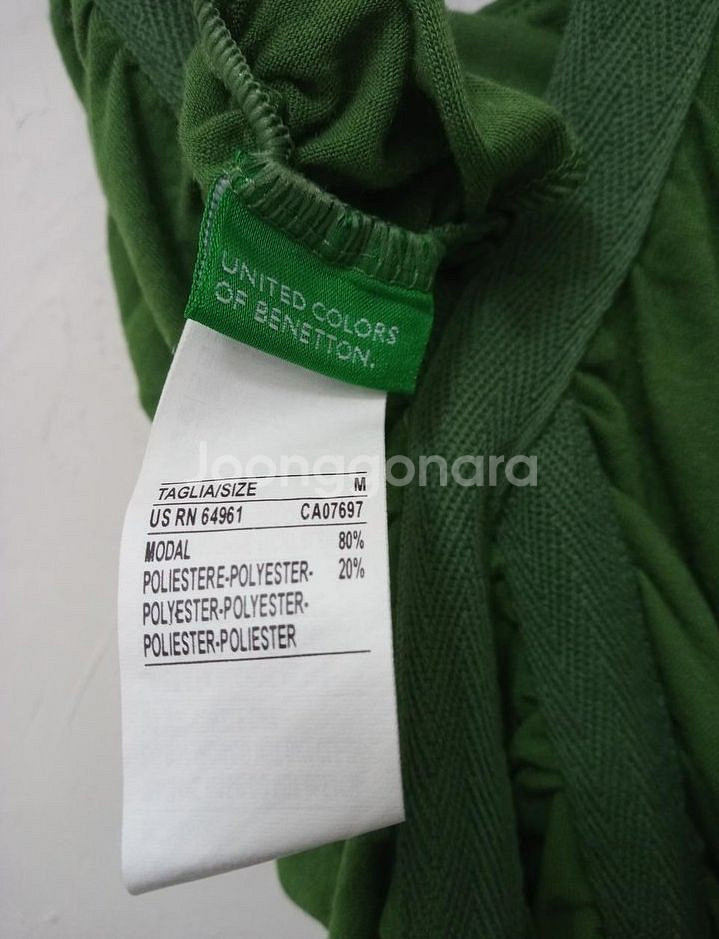 UNITED COLORS
OF BENETTON.
Joonggonara
TAGLIA/SIZE M
US RN 64961 CA07697
MODAL 80%
POLIESTERE-POLYESTER- 20%
POLYESTER-POLYESTER-
POLIESTER-POLIESTER